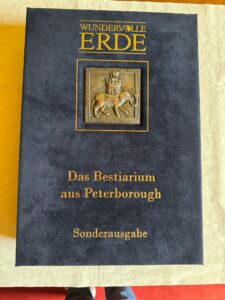 WUNDERVOLLE
ERDE
Das Bestiarium
aus Peterborough
Sonderausgabe